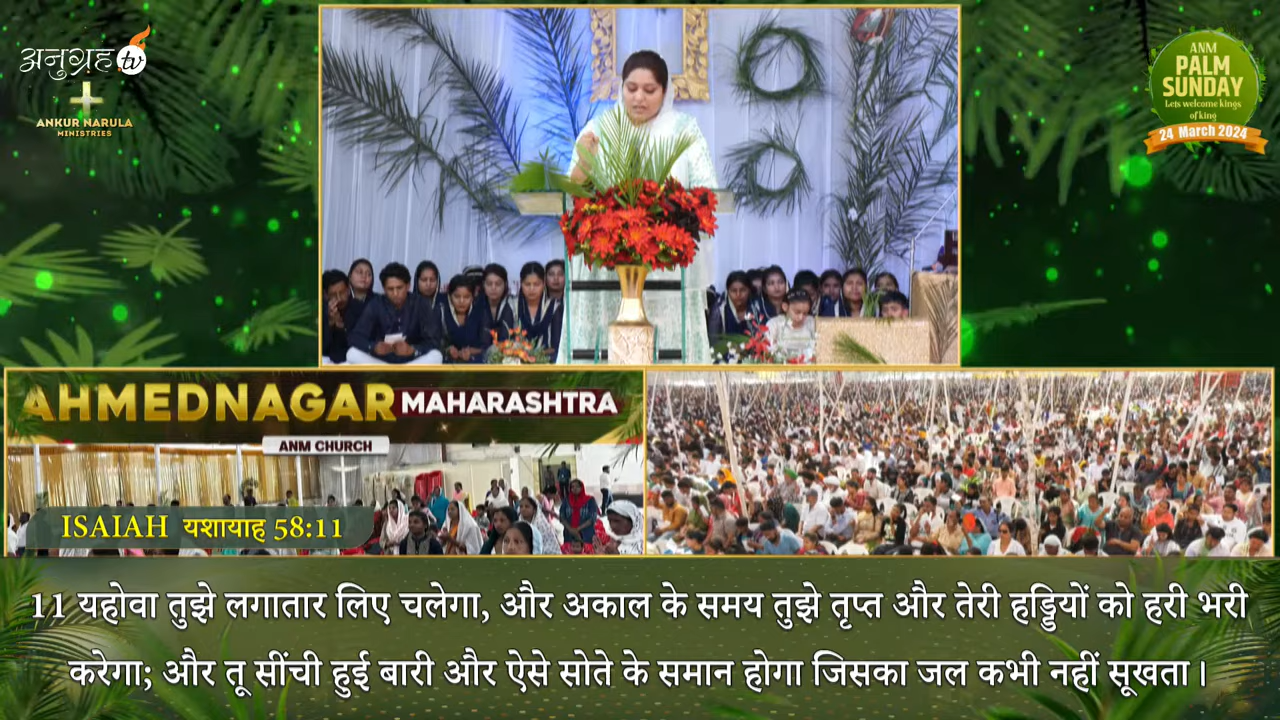 अनुग्रह tv
ANKUR NARULA
MINISTRIES
ANM
PALM
SUNDAY
Lets welcome kings
of king
24 March 2024
AHMEDNAGAR MAHARASHTRA
ANM CHURCH
ISAIAH यशायाह 58:11
11 यहोवा तुझे लगातार लिए चलेगा, और अकाल के समय तुझे तृप्त और तेरी हड्डियों को हरी भरी
करेगा; और तू सींची हुई बारी और ऐसे सोते के समान होगा जिसका जल कभी नहीं सूखता।